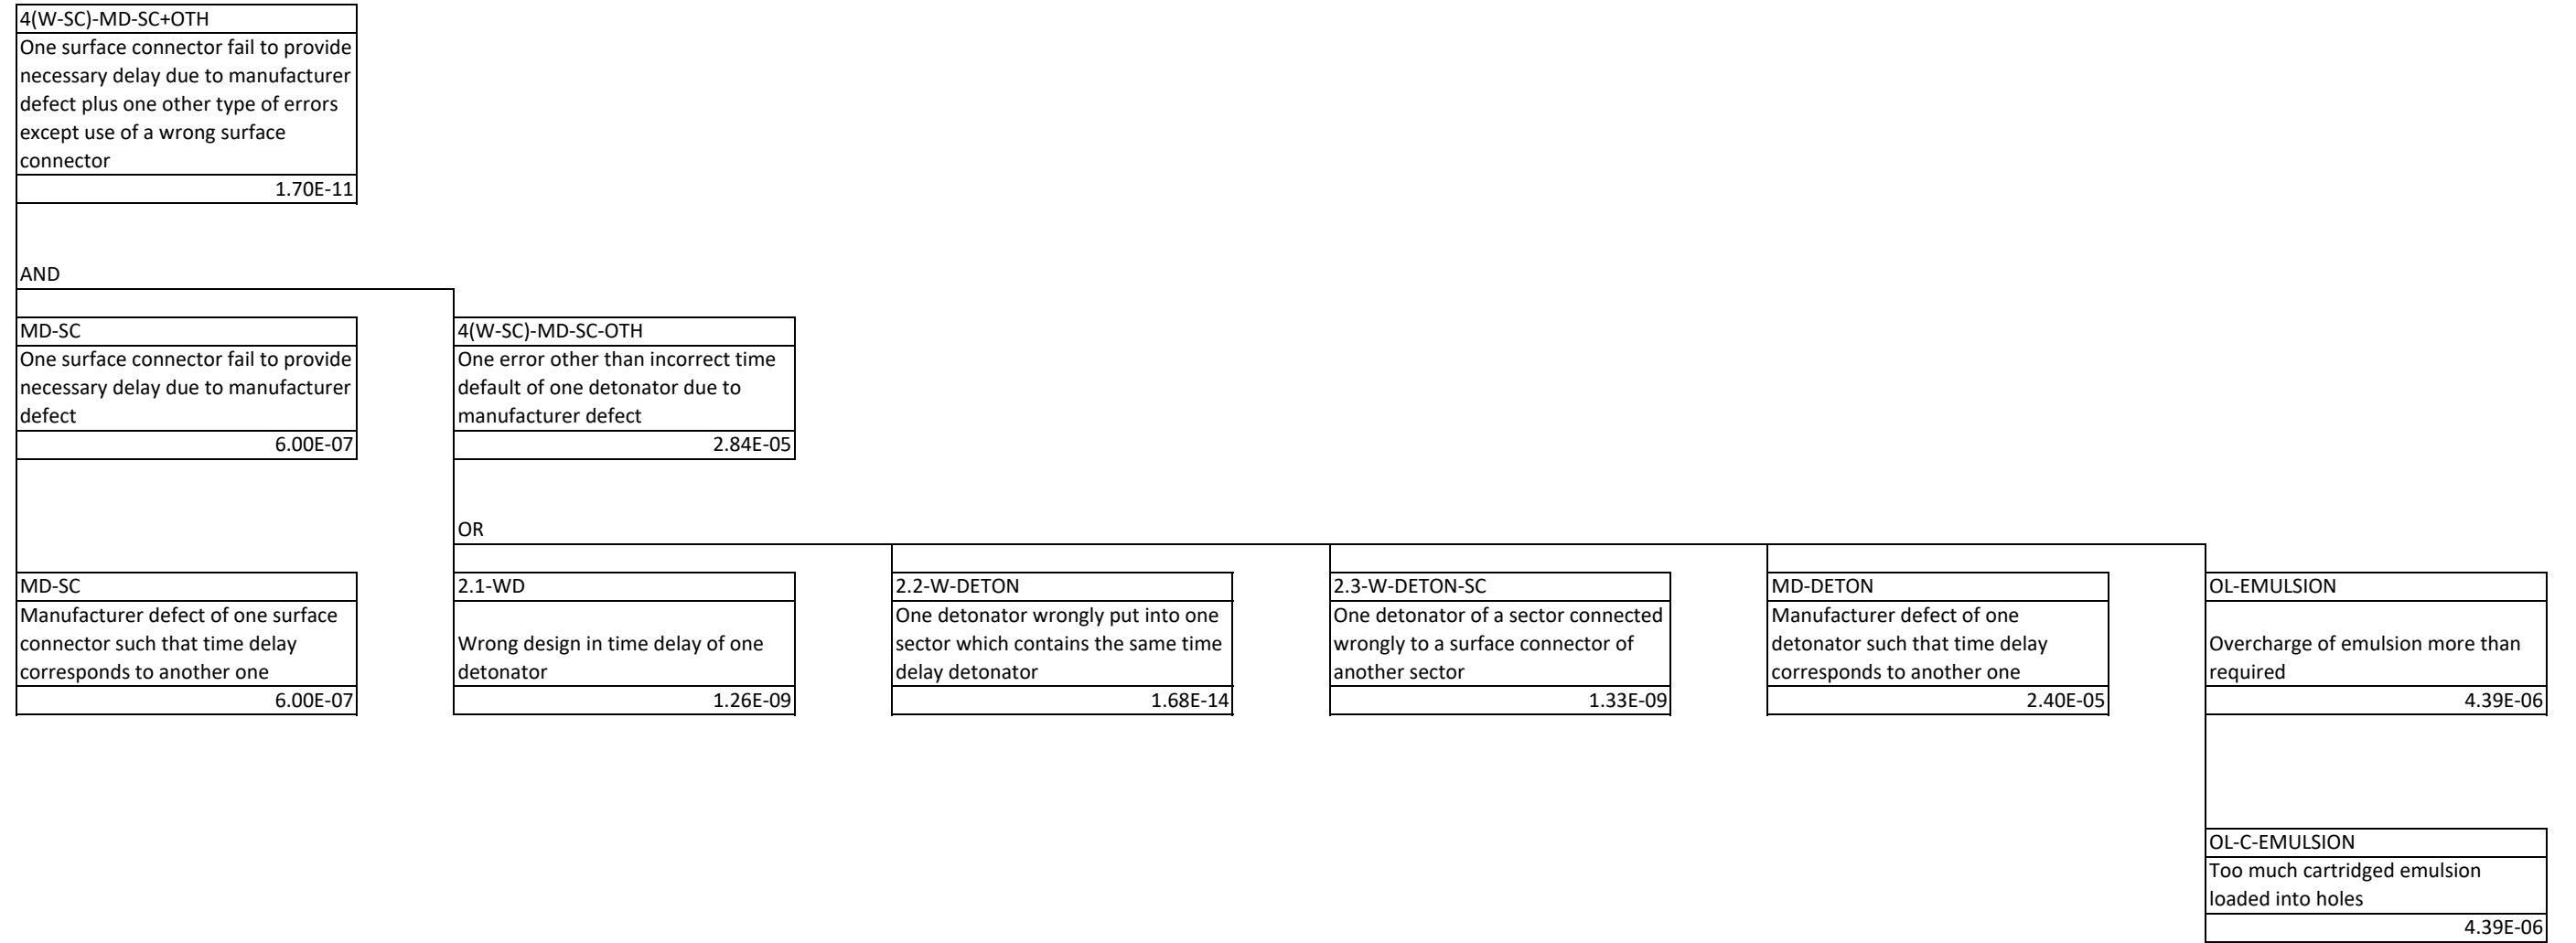 4(W-SC)-MD-SC+OTH
One surface connector fail to provide
necessary delay due to manufacturer
defect plus one other type of errors
except use of a wrong surface
connector
1.70E-11
AND
MD-SC
One surface connector fail to provide
necessary delay due to manufacturer
defect
6.00E-07
4(W-SC)-MD-SC-OTH
One error other than incorrect time
default of one detonator due to
manufacturer defect
2.84E-05
OR
MD-SC
Manufacturer defect of one surface
connector such that time delay
corresponds to another one
6.00E-07
2.1-WD
Wrong design in time delay of one
detonator
1.26E-09
2.2-W-DETON
One detonator wrongly put into one
sector which contains the same time
delay detonator
1.68E-14
2.3-W-DETON-SC
One detonator of a sector connected
wrongly to a surface connector of
another sector
1.33E-09
MD-DETON
Manufacturer defect of one
detonator such that time delay
corresponds to another one
2.40E-05
OL-EMULSION
Overcharge of emulsion more than
required
4.39E-06
OL-C-EMULSION
Too much cartridged emulsion
loaded into holes
4.39E-06